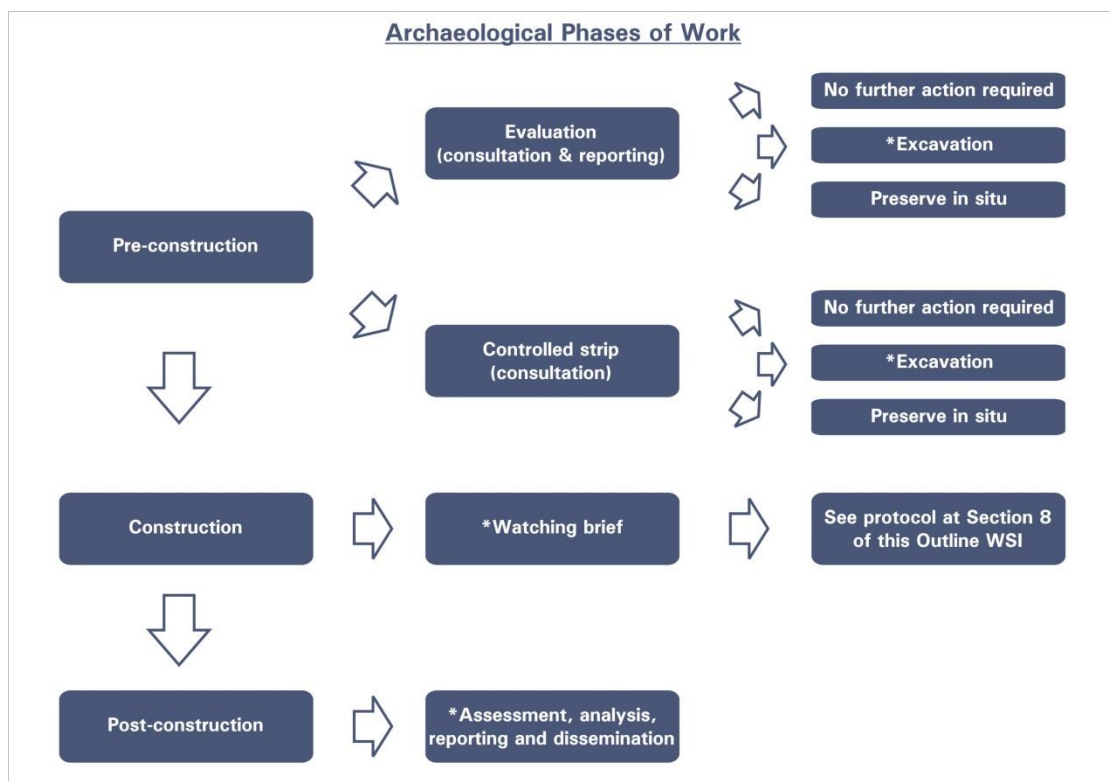 Archaeological Phases of Work
Pre-construction
Evaluation
(consultation & reporting)
No further action required
*Excavation
Preserve in situ
Controlled strip
(consultation)
No further action required
*Excavation
Preserve in situ
Construction
*Watching brief
See protocol at Section 8
of this Outline WSI
Post-construction
*Assessment, analysis,
reporting and dissemination